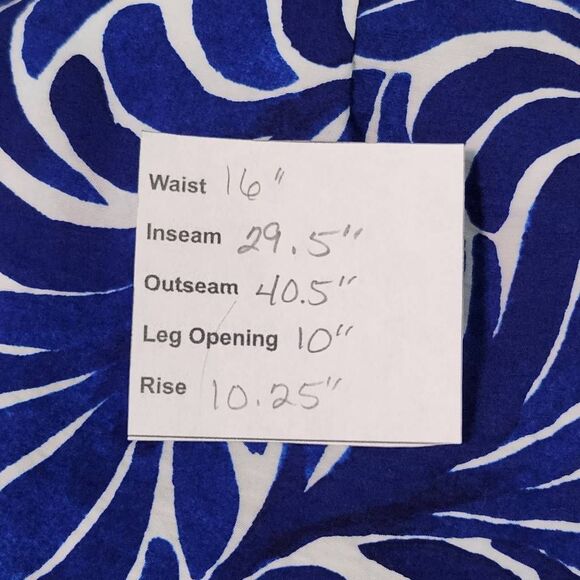 Waist 16"
Inseam 29.5"
Outseam 40.5"
Leg Opening 10"
Rise 10.25"